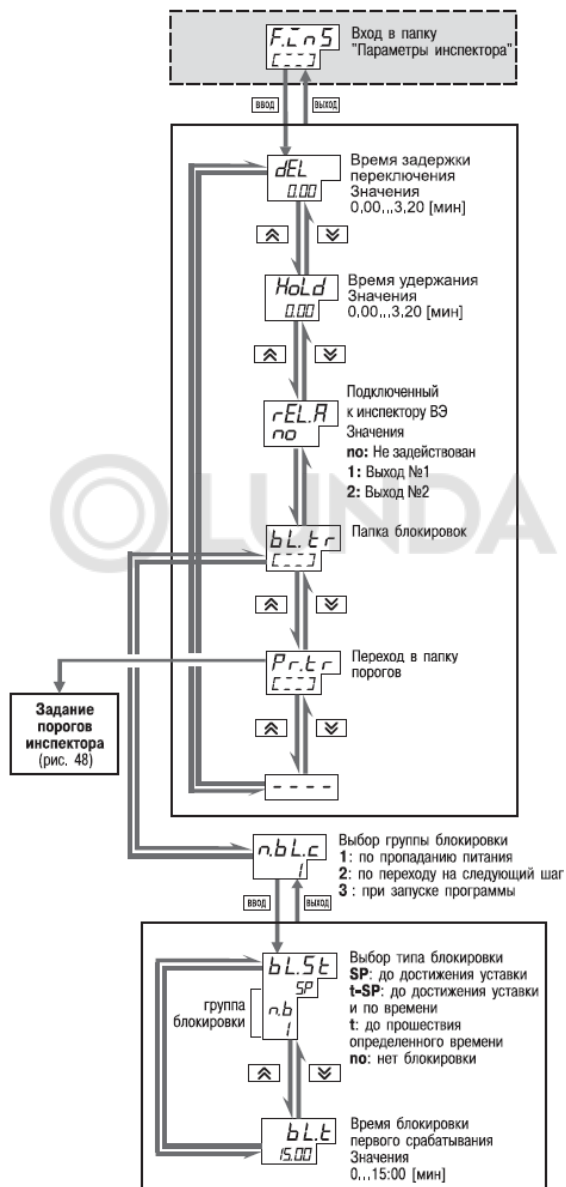 F.InS
[---]
Вход в папку
"Параметры инспектора"
ВВОД
ВЫХОД
dEL
0.00
Время задержки
переключения
Значения
0,00,,,3,20 [мин]
HoLd
0.00
Время удержания
Значения
0,00,,,3,20 [мин]
rEL.A
no
Подключенный
к инспектору ВЭ
Значения
no: Не задействован
1: Выход №1
2: Выход №2
LUNDA
bL.tr
[---]
Папка блокировок
Pr.tr
[---]
Переход в папку
порогов
Задание
порогов
инспектора
(рис. 48)
- - - -
n.bL.c
1
Выбор группы блокировки
1: по пропаданию питания
2: по переходу на следующий шаг
3 : при запуске программы
ВВОД
ВЫХОД
bL.St
SP
группа
блокировки
n.b
1
Выбор типа блокировки
SP: до достижения уставки
t-SP: до достижения уставки
и по времени
t: до прошествия
определенного времени
no: нет блокировки
bL.t
15.00
Время блокировки
первого срабатывания
Значения
0,,,15:00 [мин]